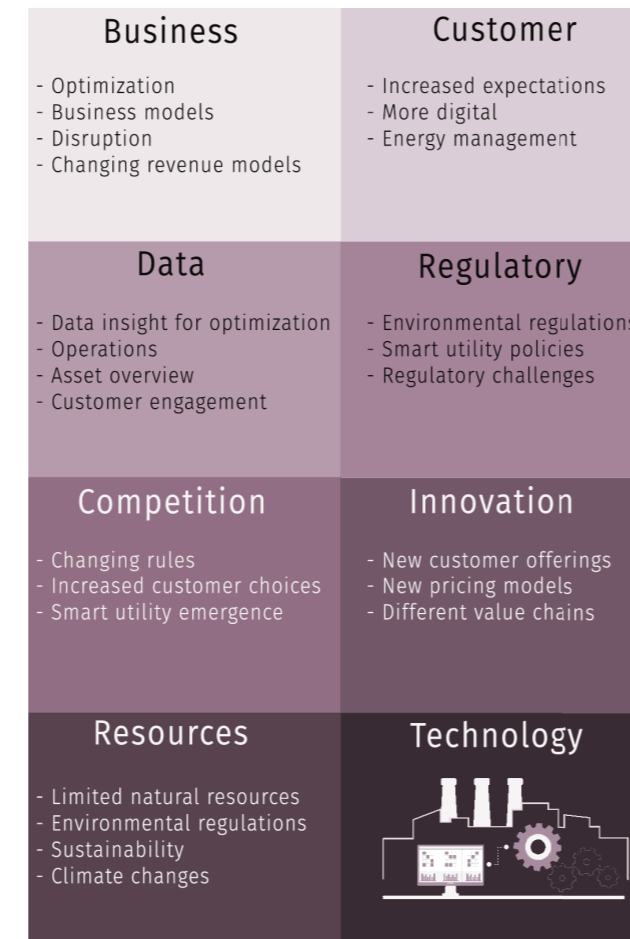 Business
- Optimization
- Business models
- Disruption
- Changing revenue models
Customer
- Increased expectations
- More digital
- Energy management
Data
- Data insight for optimization
- Operations
- Asset overview
- Customer engagement
Regulatory
- Environmental regulations
- Smart utility policies
- Regulatory challenges
Competition
- Changing rules
- Increased customer choices
- Smart utility emergence
Innovation
- New customer offerings
- New pricing models
- Different value chains
Resources
- Limited natural resources
- Environmental regulations
- Sustainability
- Climate changes
Technology